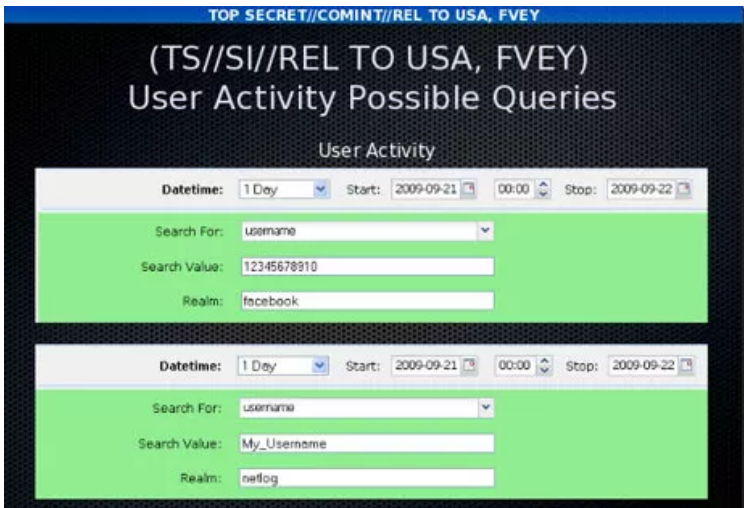 TOP SECRET//COMINT//REL TO USA, FVEY
(TS//SI//REL TO USA, FVEY)
User Activity Possible Queries
User Activity
Datetime: 1 Day Start: 2009-09-21 00:00 Stop: 2009-09-22
Search For: username
Search Value: 12345678910
Realm: facebook
Datetime: 1 Day Start: 2009-09-21 00:00 Stop: 2009-09-22
Search For: username
Search Value: My_Username
Realm: netlog